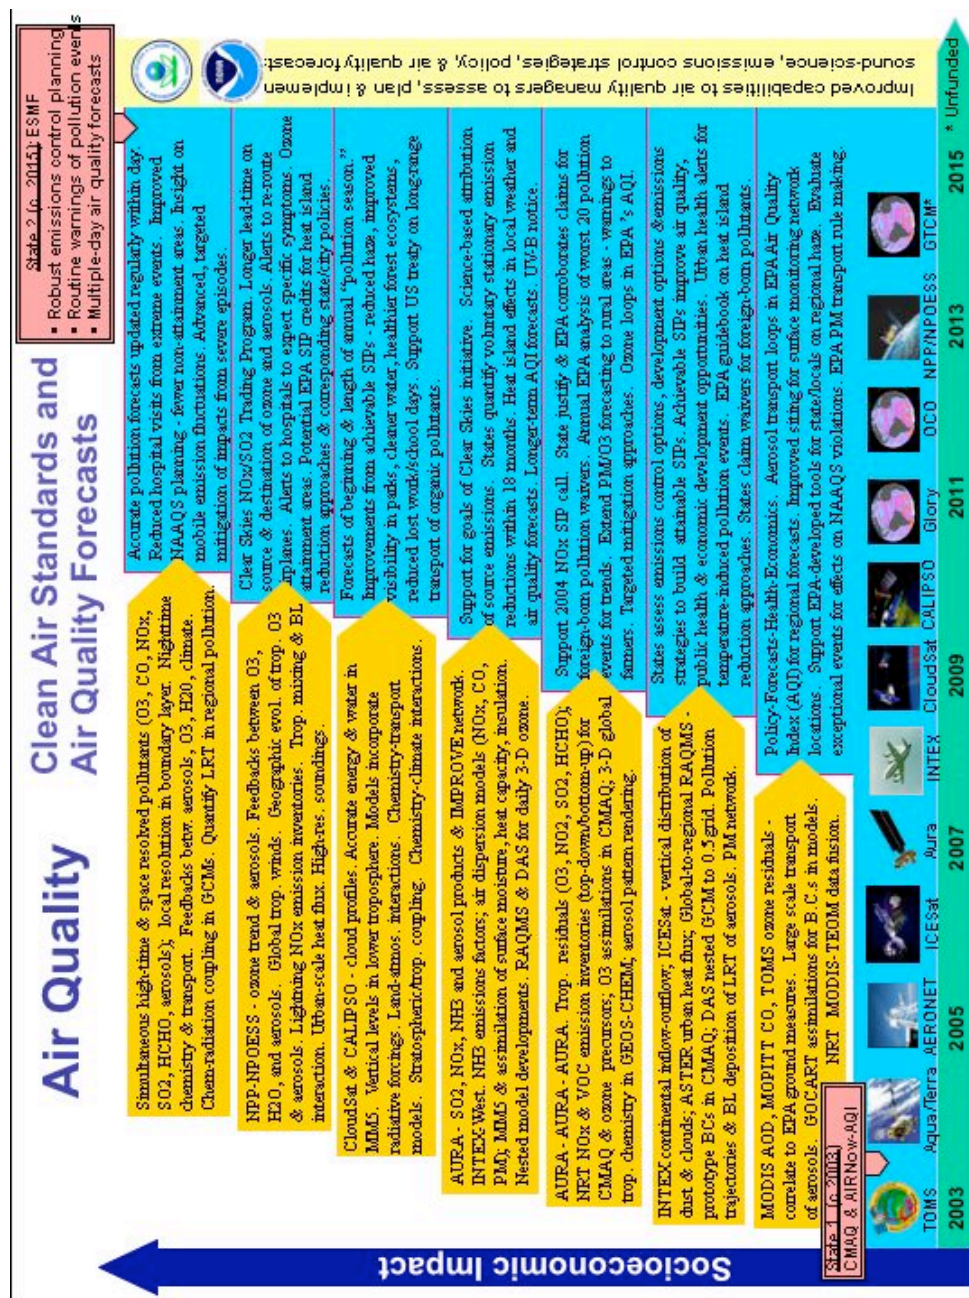 Air Quality
Clean Air Standards and
Air Quality Forecasts
State 2 (c. 2015): ESMF
▪ Robust emissions control planning
▪ Routine warnings of pollution events
▪ Multiple-day air quality forecasts
Simultaneous high-time & space resolved pollutants (O3, CO, NOx,
SO2, HCHO, aerosols); local resolution in boundary layer. Nighttime
chemistry & transport. Feedbacks betw. aerosols, O3, H2O, climate.
Chem-radiation coupling in GCMs. Quantify LRT in regional pollution.
Accurate pollution forecasts updated regularly within day.
Reduced hospital visits from extreme events. Improved
NAAQS planning - fewer non-attainment areas. Insight on
mobile emission fluctuations. Advanced, targeted
mitigation of impacts from severe episodes.
NPP-NPOESS - ozone trend & aerosols. Feedbacks between O3,
H2O, and aerosols. Global trop. winds. Geographic evol. of trop. O3
& aerosols. Lightning NOx emission inventories. Trop. mixing & BL
interaction. Urban-scale heat flux. High-res. soundings.
Clear Skies NOx/SO2 Trading Program. Longer lead-time on
source & destination of ozone and aerosols. Alerts to re-route
airplanes. Alerts to hospitals to expect specific symptoms. Ozone
attainment areas. Potential EPA SIP credits for heat island
reduction approaches & corresponding state/city policies.
CloudSat & CALIPSO - cloud profiles. Accurate energy & water in
MM5. Vertical levels in lower troposphere. Models incorporate
radiative forcings. Land-atmos. interactions. Chemistry-transport
models. Stratospheric/trop. coupling. Chemistry-climate interactions.
Forecasts of beginning & length of annual "pollution season."
Improvements from achievable SIPs - reduced haze, improved
visibility in parks, cleaner water, healthier forest ecosystems,
reduced lost work/school days. Support US treaty on long-range
transport of organic pollutants.
AURA - SO2, NOx, NH3 and aerosol products & IMPROVE network.
INTEX-West. NH3 emissions factors; air dispersion models (NOx, CO,
PM); MM5 & assimilation of surface moisture, heat capacity, insulation.
Nested model developments. RAQMS & DAS for daily 3-D ozone.
Support for goals of Clear Skies initiative. Science-based attribution
of source emissions. States quantify voluntary stationary emission
reductions within 18 months. Heat island affects in local weather and
air quality forecasts. Longer-term AQI forecasts. UV-B notice.
AURA - AURA. Trop. residuals (O3, NO2, SO2, HCHO);
NRT NOx & VOC emission inventories (top-down/bottom-up) for
CMAQ & ozone precursors; O3 assimilations in CMAQ; 3-D global
trop. chemistry in GEOS-CHEM; aerosol pattern rendering.
Support 2004 NOx SIP call. State justify & EPA corroborates claims for
foreign-born pollution waivers. EPA analysis of worst 20 pollution
events for trends. Extend PM/O3 forecasting to rural areas - warnings to
farmers. Targeted mitigation approaches. Ozone loops in EPA's AQI.
INTEX continental inflow-outflow, ICESat - vertical distribution of
dust & clouds; ASTER urban heat flux; Global-to-regional RAQMS -
prototype BCs in CMAQ; DAS nested GCM to 0.5 grid. Pollution
trajectories & BL deposition of LRT of aerosols. PM network.
States assess emissions control options, development options & emissions
strategies to build attainable SIPs. Achievable SIPs improve air quality,
public health & economic development opportunities. Urban health alerts for
temperature-induced pollution events. EPA guidebook on heat island
reduction approaches. States claim waivers for foreign-born pollutants.
MODIS AOD, MOPITT CO, TOMS ozone residuals -
correlate to EPA ground measures. Large scale transport
of aerosols. GOCART assimilations for B.C.s in models.
NRT MODIS-TEOM data fusion.
Policy-Forecasts-Health-Economics. Aerosol transport loops in EPA Air Quality
Index (AQI) for regional forecasts. Improved siting for surface monitoring network
locations. Support EPA-developed tools for state/locals on regional haze. Evaluate
exceptional events for effects on NAAQS violations. EPA PM transport rule making.
Improved capabilities to air quality managers to assess, plan & implemen
sound-science, emissions control strategies, policy, & air quality forecast:
Socioeconomic Impact
State 1 (c 2003)
CMAQ & AIRNow-AQI
TOMS Aqua/Terra AERONET ICESat Aura INTEX CloudSat CALIPSO Glory OCO NPP/NPOESS GTCM*
2003 2005 2007 2009 2011 2013 2015 * Unfunded